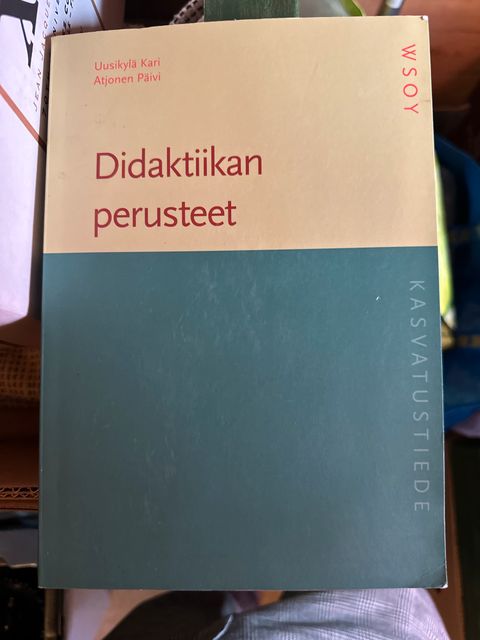 Uusikylä Kari
Atjonen Päivi
Didaktiikan
perusteet
WSOY
KASVATUSTIEDE